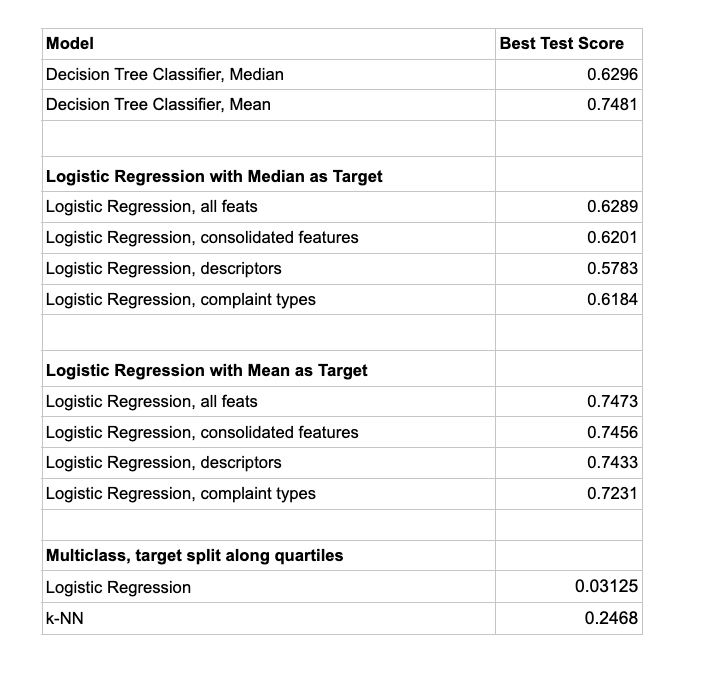 Model Best Test Score
Decision Tree Classifier, Median 0.6296
Decision Tree Classifier, Mean 0.7481
Logistic Regression with Median as Target
Logistic Regression, all feats 0.6289
Logistic Regression, consolidated features 0.6201
Logistic Regression, descriptors 0.5783
Logistic Regression, complaint types 0.6184
Logistic Regression with Mean as Target
Logistic Regression, all feats 0.7473
Logistic Regression, consolidated features 0.7456
Logistic Regression, descriptors 0.7433
Logistic Regression, complaint types 0.7231
Multiclass, target split along quartiles
Logistic Regression 0.03125
k-NN 0.2468